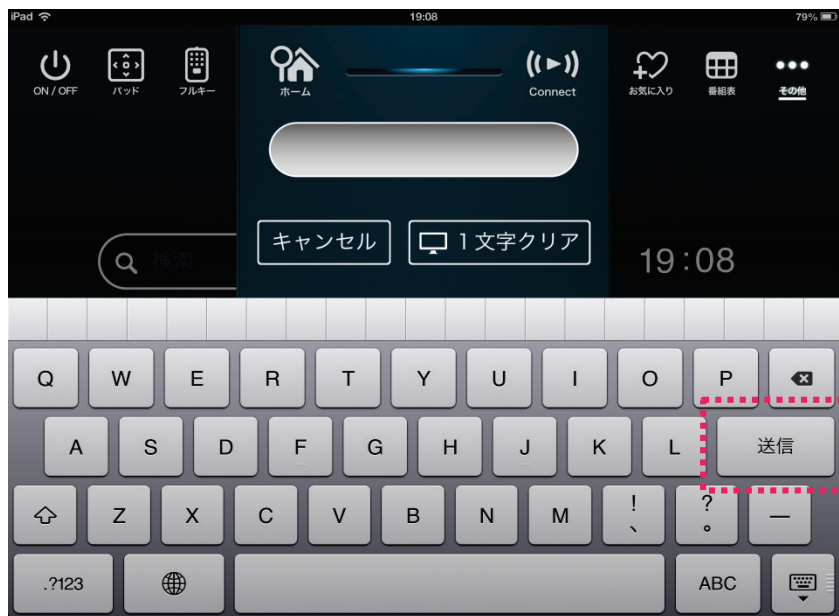 iPad 19:08 79%
ON / OFF パッド フルキー ホーム Connect お気に入り 番組表 その他
キャンセル 1文字クリア
検索 19:08
Q W E R T Y U I O P
A S D F G H J K L 送信
Z X C V B N M ! 、 ? 。 —
.?123 ABC